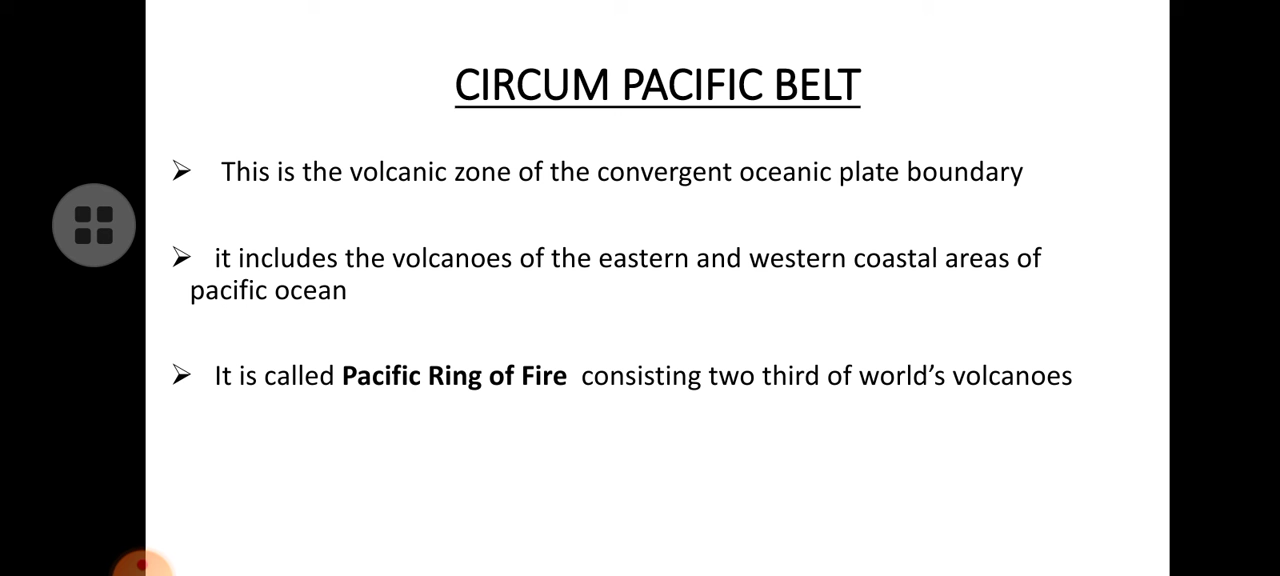 CIRCUM PACIFIC BELT
➢ This is the volcanic zone of the convergent oceanic plate boundary
➢ it includes the volcanoes of the eastern and western coastal areas of
pacific ocean
➢ It is called Pacific Ring of Fire consisting two third of world’s volcanoes